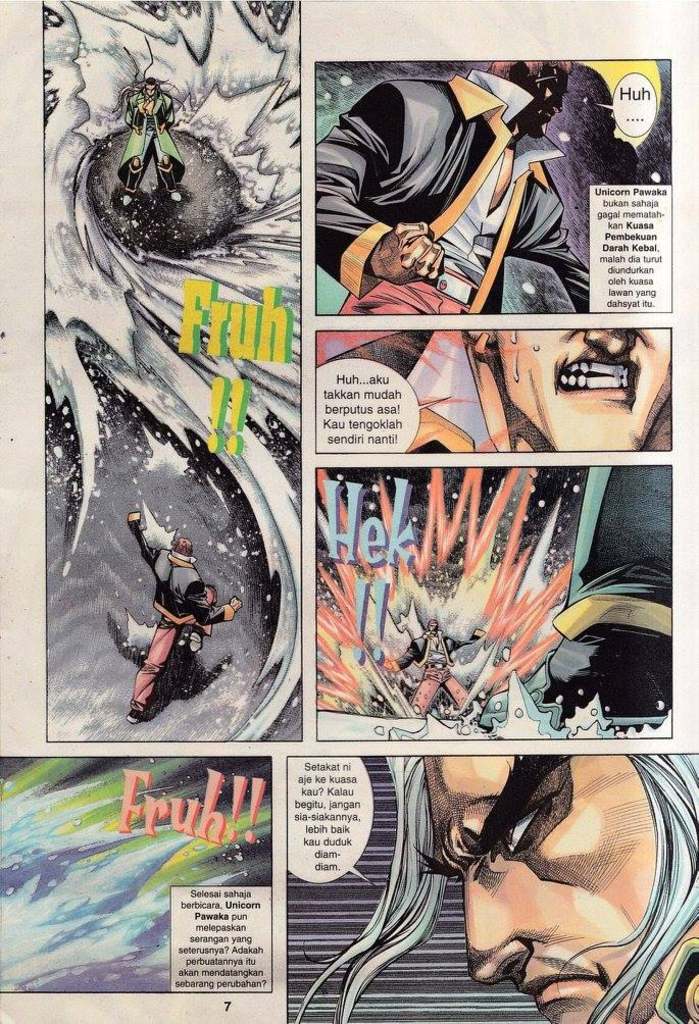 Fruh
!!
Huh
....
Unicorn Pawaka
bukan sahaja
gagal mematah-
kan Kuasa
Pembekuan
Darah Kebal,
malah dia turut
diundurkan
oleh kuasa
lawan yang
dahsyat itu.
Huh...aku
takkan mudah
berputus asa!
Kau tengoklah
sendiri nanti!
Hek
!!
Fruh!!
Selesai sahaja
berbicara, Unicorn
Pawaka pun
melepaskan
serangan yang
seterusnya? Adakah
perbuatannya itu
akan mendatangkan
sebarang perubahan?
Setakat ni
aje ke kuasa
kau? Kalau
begitu, jangan
sia-siakannya,
lebih baik
kau duduk
diam-
diam.
7